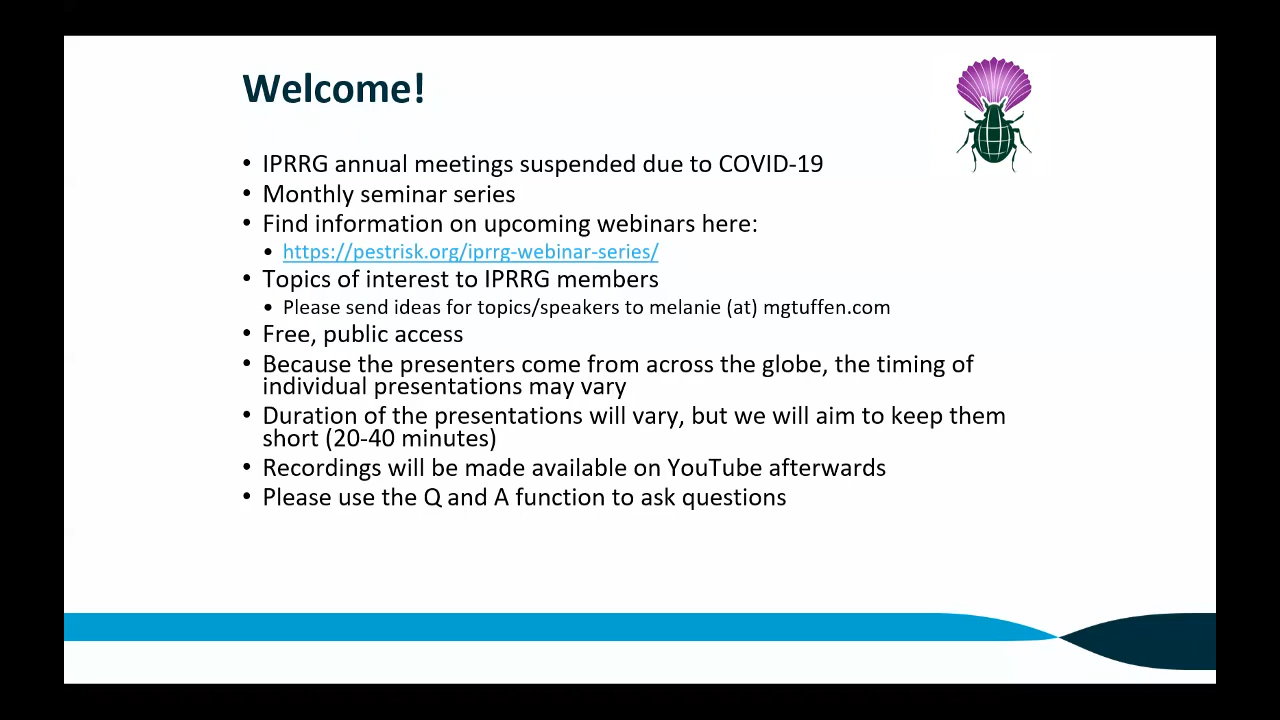 Welcome!
• IPRRG annual meetings suspended due to COVID-19
• Monthly seminar series
• Find information on upcoming webinars here:
• https://pestrisk.org/iprrg-webinar-series/
• Topics of interest to IPRRG members
• Please send ideas for topics/speakers to melanie (at) mgtuffen.com
• Free, public access
• Because the presenters come from across the globe, the timing of
individual presentations may vary
• Duration of the presentations will vary, but we will aim to keep them
short (20-40 minutes)
• Recordings will be made available on YouTube afterwards
• Please use the Q and A function to ask questions